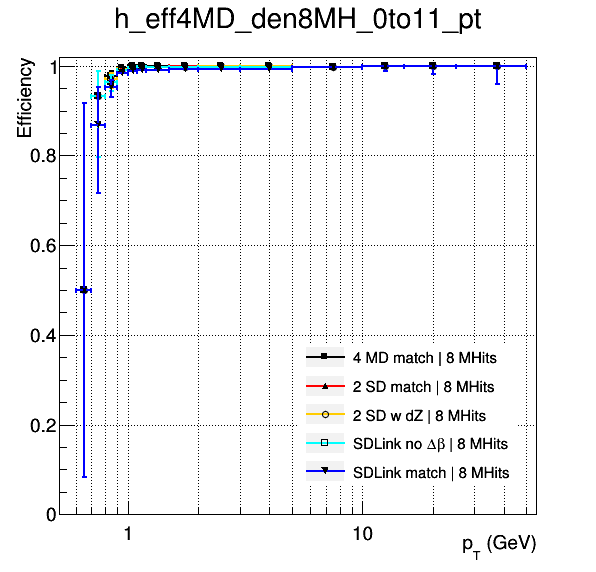 h_eff4MD_den8MH_0to11_pt
Efficiency
1
0.8
0.6
0.4
0.2
0
4 MD match | 8 MHits
2 SD match | 8 MHits
2 SD w dZ | 8 MHits
SDLink no Δβ | 8 MHits
SDLink match | 8 MHits
1
10
p_T (GeV)